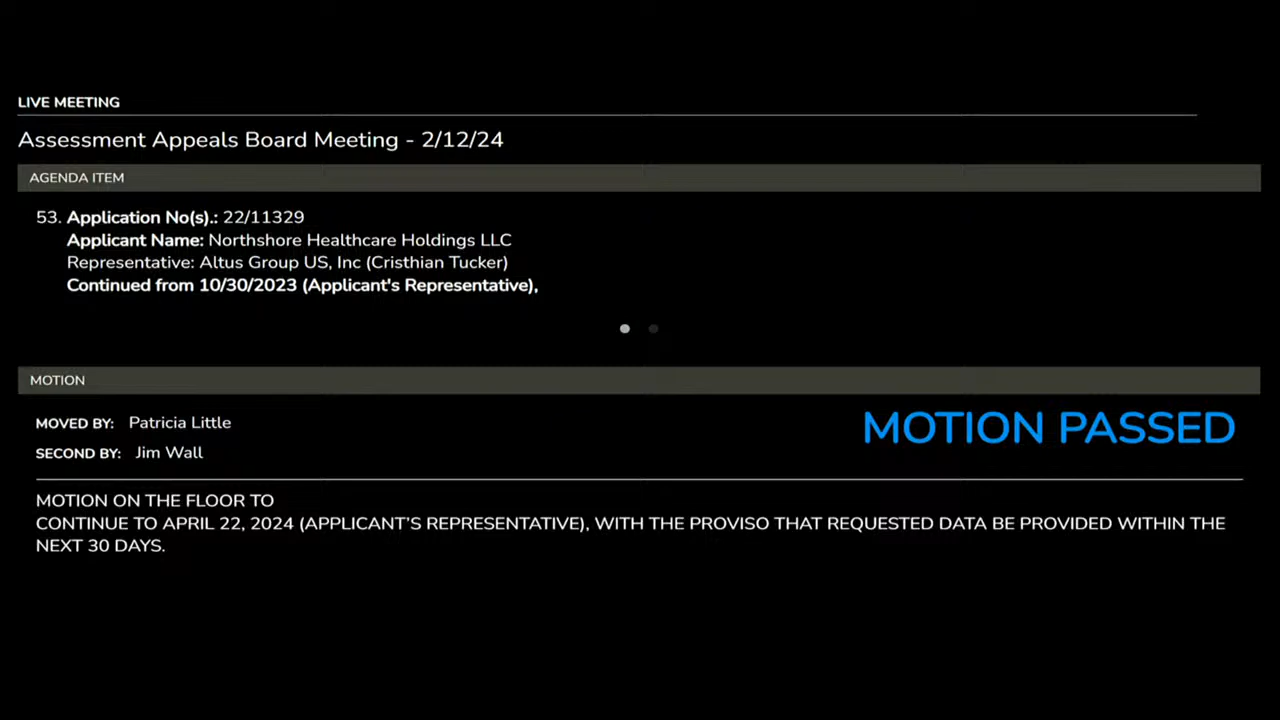 LIVE MEETING
Assessment Appeals Board Meeting - 2/12/24
AGENDA ITEM
53. Application No(s).: 22/11329
Applicant Name: Northshore Healthcare Holdings LLC
Representative: Altus Group US, Inc (Cristhian Tucker)
Continued from 10/30/2023 (Applicant's Representative),
MOTION
MOVED BY: Patricia Little
MOTION PASSED
SECOND BY: Jim Wall
MOTION ON THE FLOOR TO
CONTINUE TO APRIL 22, 2024 (APPLICANT'S REPRESENTATIVE), WITH THE PROVISO THAT REQUESTED DATA BE PROVIDED WITHIN THE
NEXT 30 DAYS.